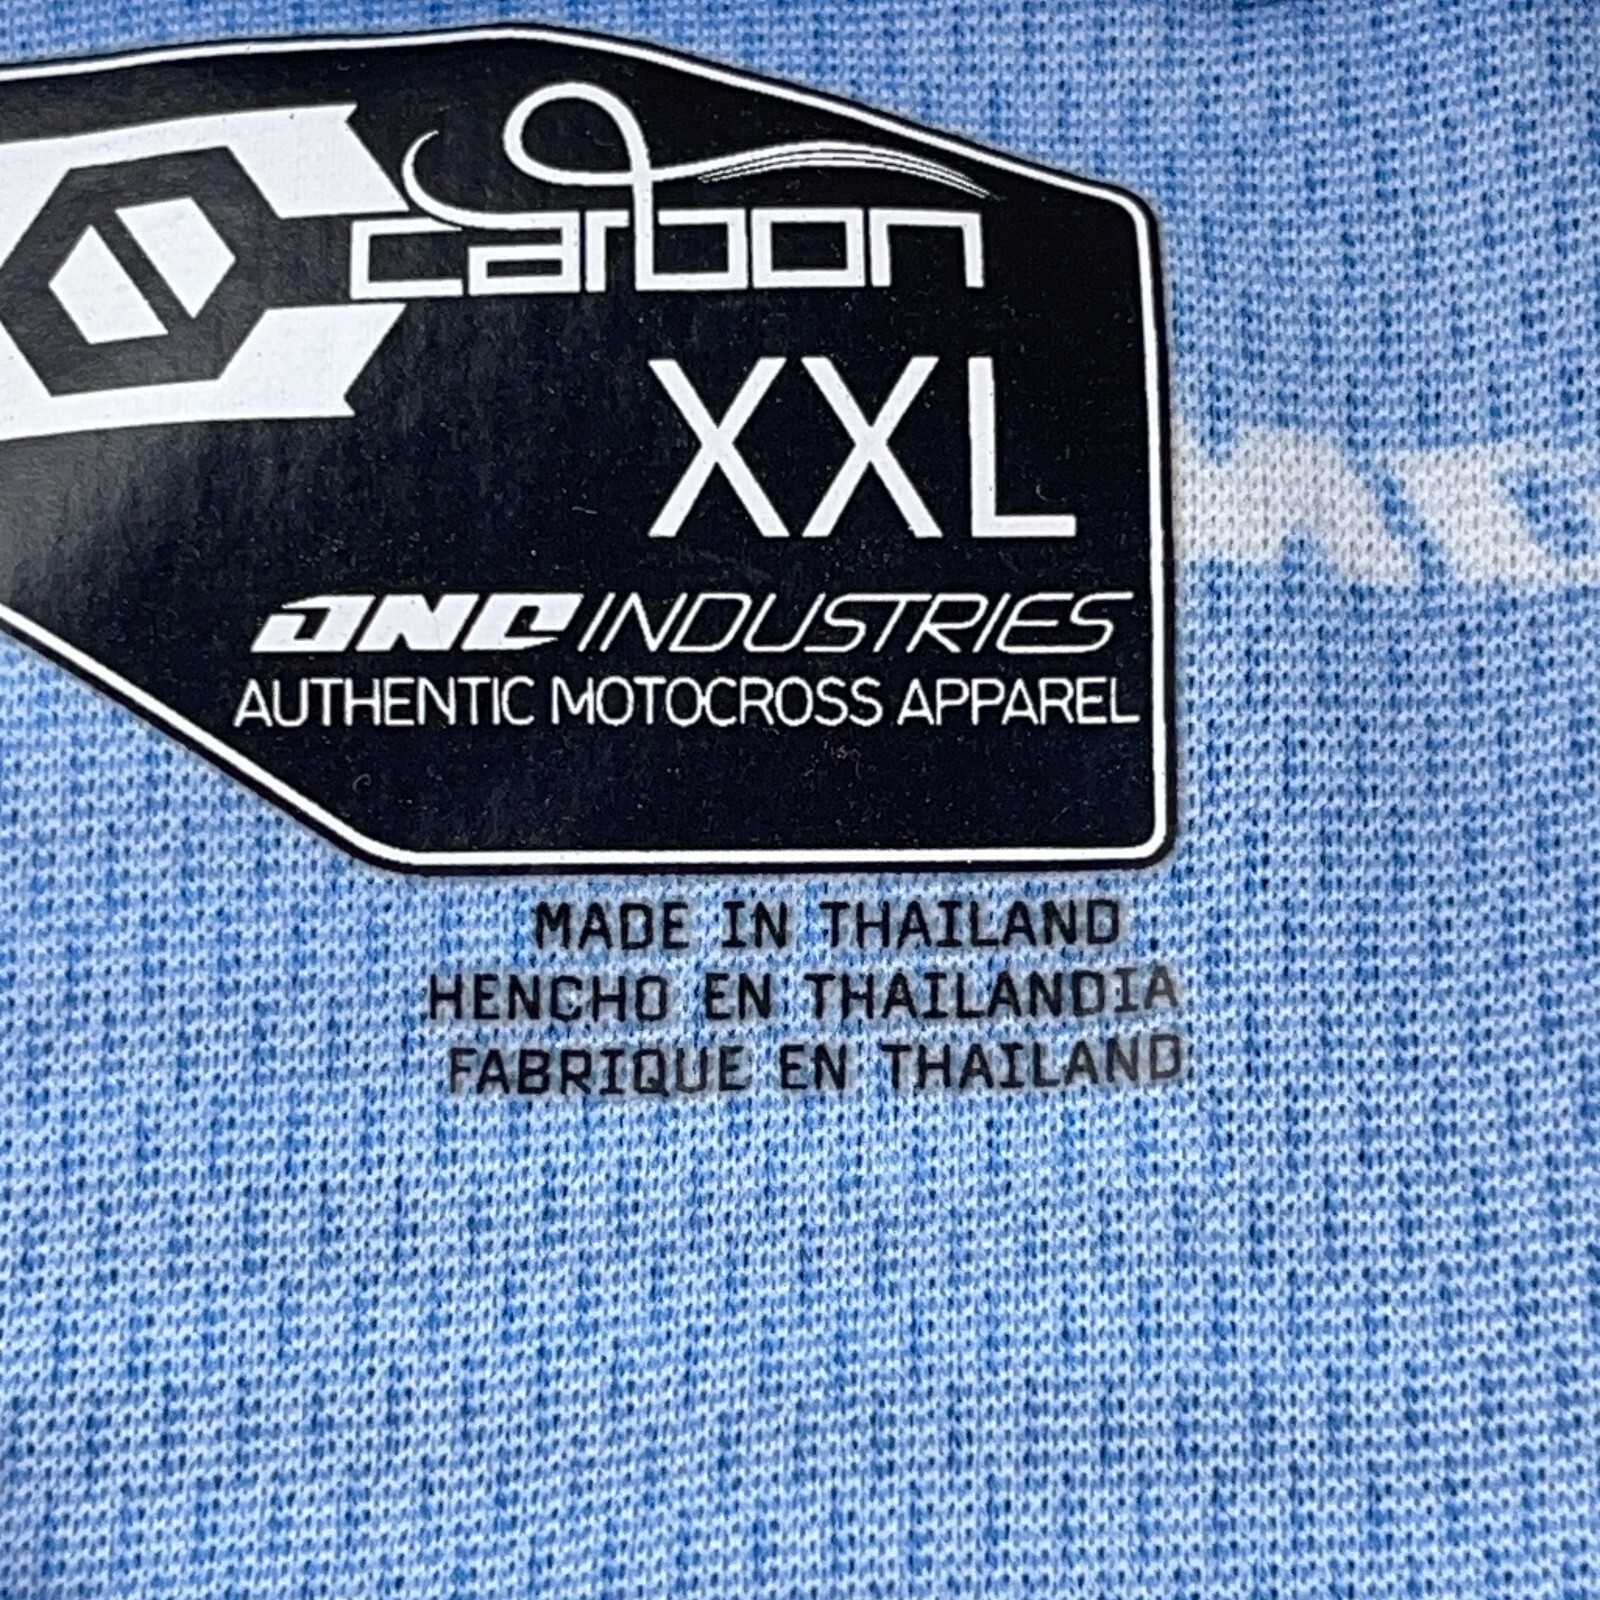 carbon
XXL
ONE INDUSTRIES
AUTHENTIC MOTOCROSS APPAREL
MADE IN THAILAND
HENCHO EN THAILANDIA
FABRIQUE EN THAILAND